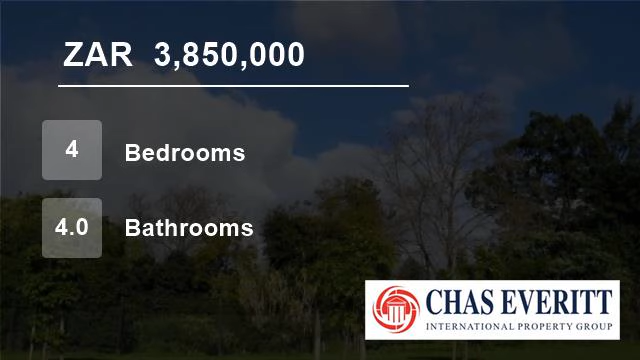 ZAR 3,850,000
4
Bedrooms
4.0
Bathrooms
CHAS EVERITT
INTERNATIONAL PROPERTY GROUP